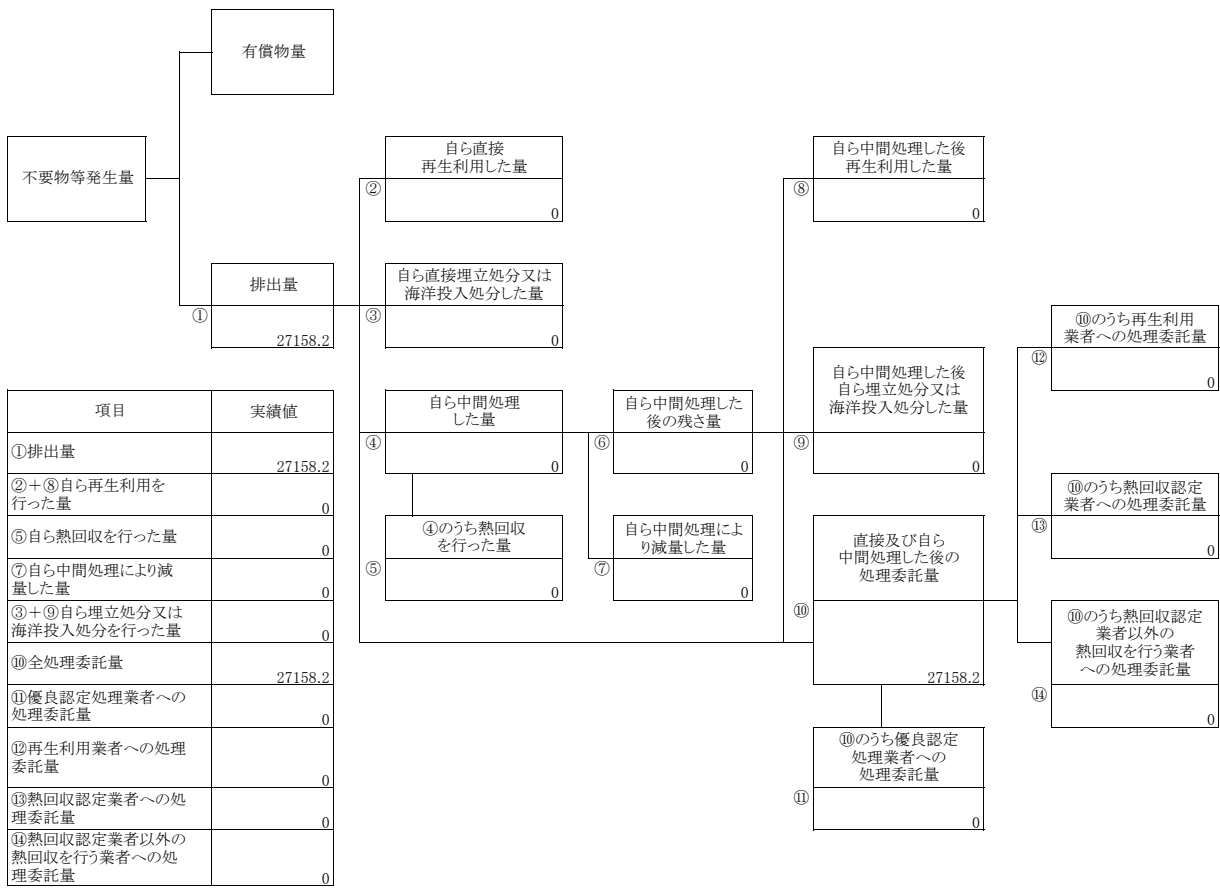 有償物量
不要物等発生量
自ら直接
再生利用した量
②
0
自ら中間処理した後
再生利用した量
⑧
0
排出量
①
27158.2
自ら直接埋立処分又は
海洋投入処分した量
③
0
⑩のうち再生利用
業者への処理委託量
⑫
0
自ら中間処理
した量
④
0
自ら中間処理した
後の残さ量
⑥
0
自ら中間処理した後
自ら埋立処分又は
海洋投入処分した量
⑨
0
④のうち熱回収
を行った量
⑤
0
自ら中間処理によ
り減量した量
⑦
0
直接及び自ら
中間処理した後の
処理委託量
⑩
27158.2
⑩のうち熱回収認定
業者への処理委託量
⑬
0
⑩のうち熱回収認定
業者以外の
熱回収を行う業者
への処理委託量
⑭
0
⑩のうち優良認定
処理業者への
処理委託量
⑪
0
項目 実績値
①排出量
27158.2
②+⑧自ら再生利用を
行った量
0
⑤自ら熱回収を行った量
0
⑦自ら中間処理により減
量した量
0
③+⑨自ら埋立処分又は
海洋投入処分を行った量
0
⑩全処理委託量
27158.2
⑪優良認定処理業者への
処理委託量
0
⑫再生利用業者への処理
委託量
0
⑬熱回収認定業者への処
理委託量
0
⑭熱回収認定業者以外の
熱回収を行う業者への処
理委託量
0